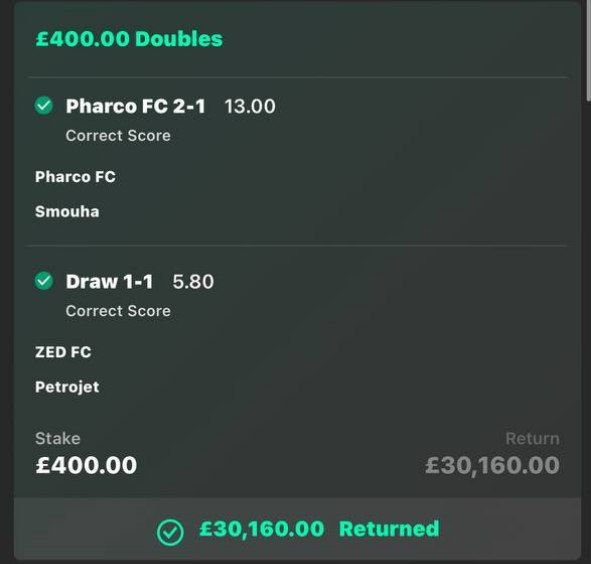 £400.00 Doubles
Pharco FC 2-1 13.00
Correct Score
Pharco FC
Smouha
Draw 1-1 5.80
Correct Score
ZED FC
Petrojet
Stake Return
£400.00 £30,160.00
£30,160.00 Returned